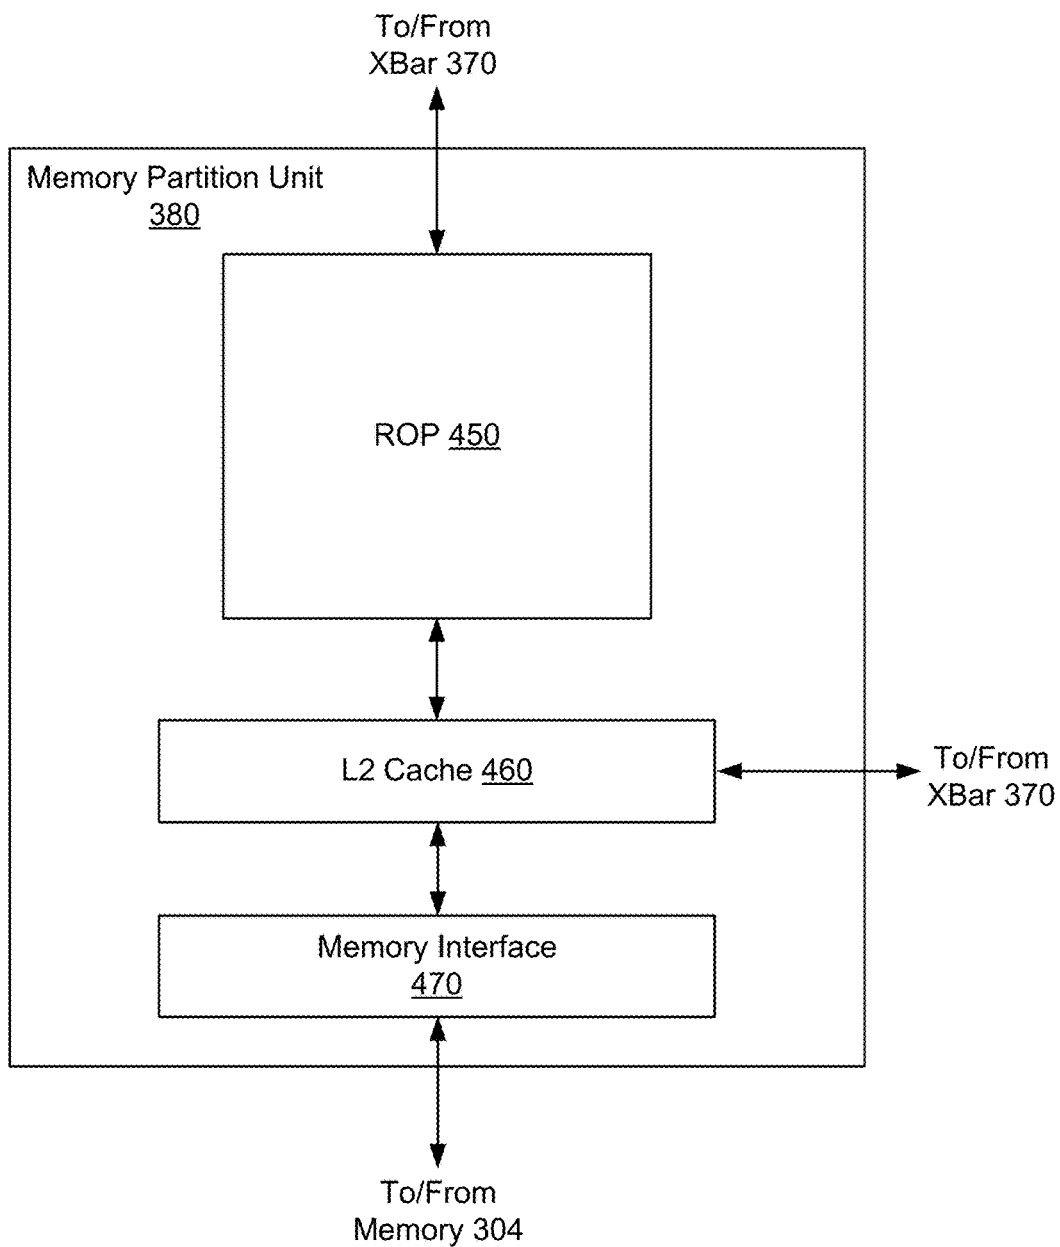 To/From
XBar 370
Memory Partition Unit
380
ROP 450
L2 Cache 460
To/From
XBar 370
Memory Interface
470
To/From
Memory 304